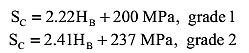 S_C = 2.22H_B + 200 MPa, grade 1
S_C = 2.41H_B + 237 MPa, grade 2